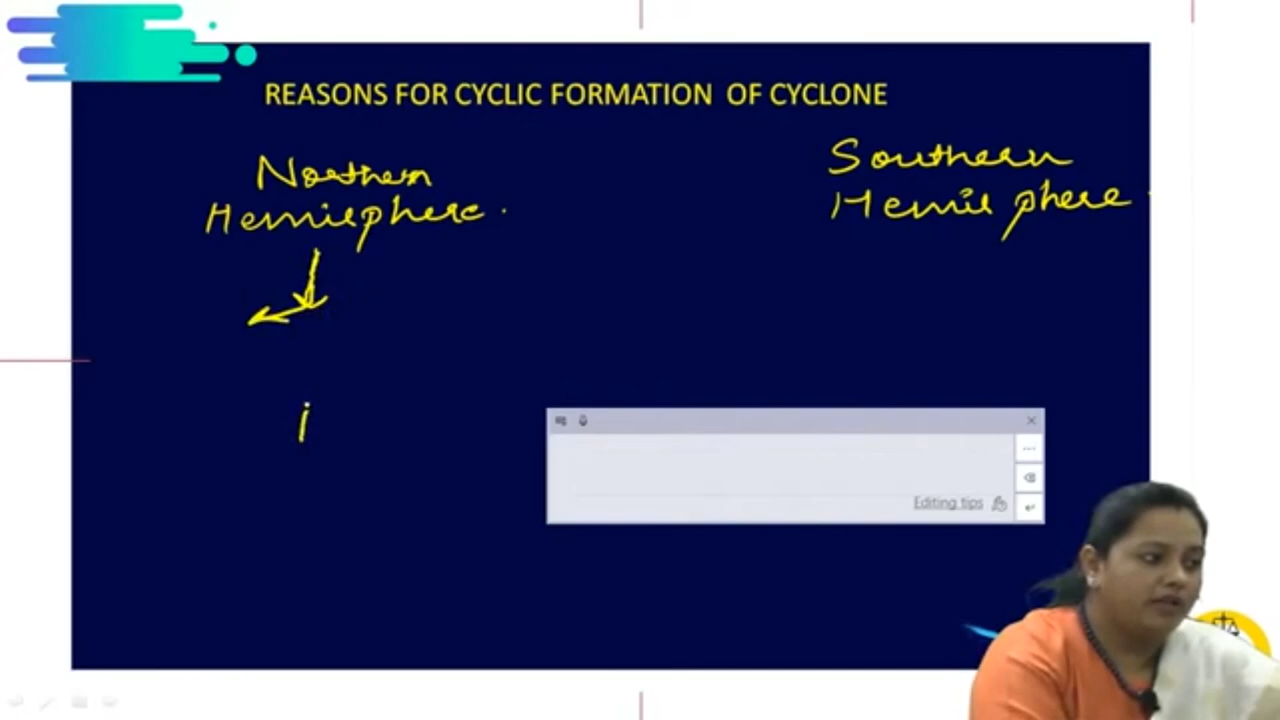 REASONS FOR CYCLIC FORMATION OF CYCLONE
Northern
Hemisphere.
Southern
Hemisphere.
i
Editing tips